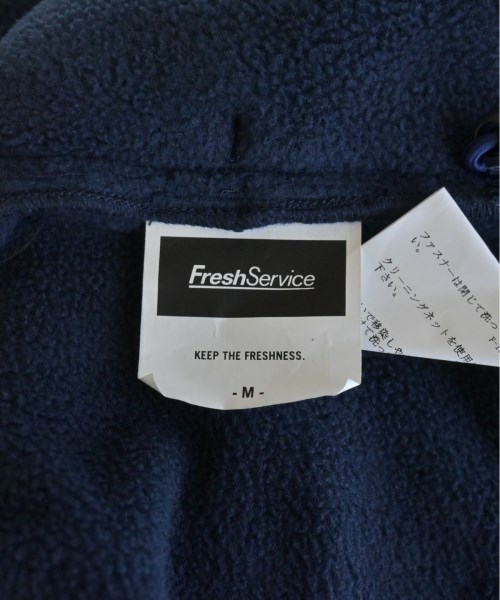 FreshService
KEEP THE FRESHNESS.
- M -
ファスナーは閉じて洗っ
い。
クリーニングネットを使用
下さい。